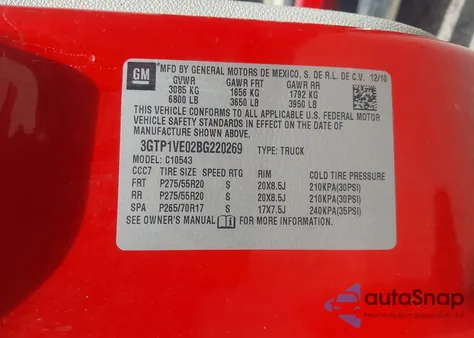 GM
MFD BY GENERAL MOTORS DE MEXICO, S. DE R.L. DE C.V. 12/10
GVWR GAWR FRT GAWR RR
3085 KG 1656 KG 1792 KG
6800 LB 3650 LB 3950 LB
THIS VEHICLE CONFORMS TO ALL APPLICABLE U.S. FEDERAL MOTOR
VEHICLE SAFETY STANDARDS IN EFFECT ON THE DATE OF
MANUFACTURE SHOWN ABOVE.
3GTP1VE02BG220269 TYPE: TRUCK
MODEL: C10543
CCC7 TIRE SIZE SPEED RTG RIM COLD TIRE PRESSURE
FRT P275/55R20 S 20X8.5J 210KPA(30PSI)
RR P275/55R20 S 20X8.5J 210KPA(30PSI)
SPA P265/70R17 S 17X7.5J 240KPA(35PSI)
SEE OWNER'S MANUAL FOR MORE INFORMATION.
autoSnap